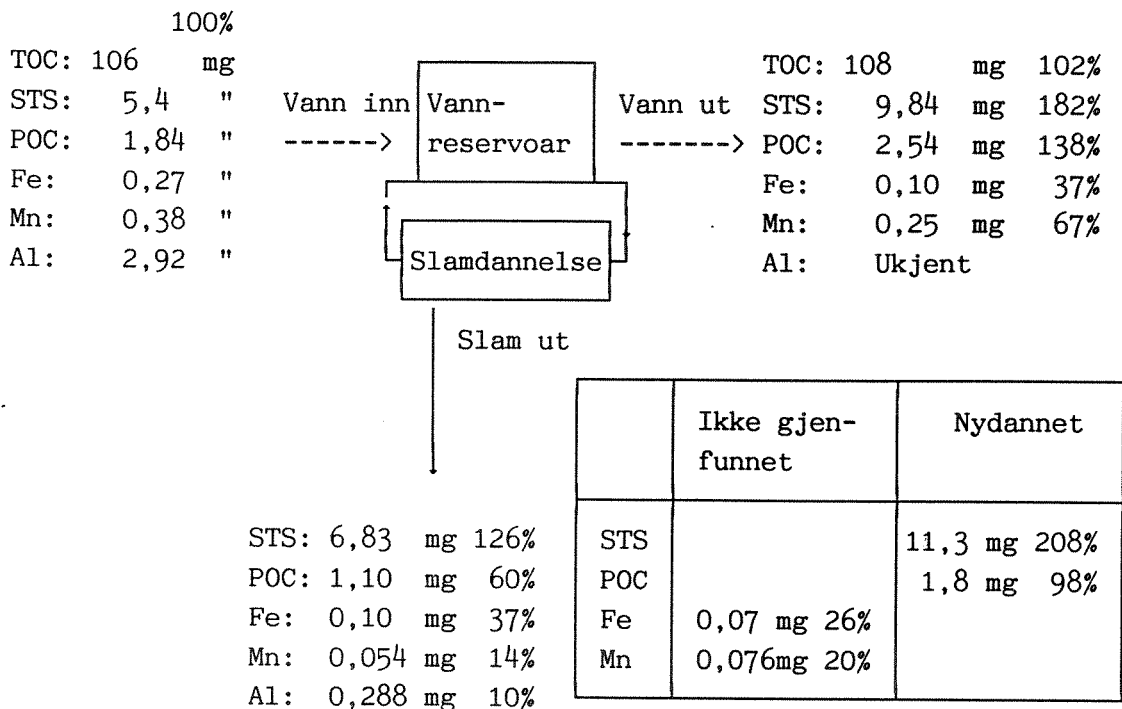 100%
TOC: 106 mg
STS: 5,4 "
POC: 1,84 "
Fe: 0,27 "
Mn: 0,38 "
Al: 2,92 "
Vann inn
------>
Vann-
reservoar
Slamdannelse
Vann ut
------->
TOC: 108 mg 102%
STS: 9,84 mg 182%
POC: 2,54 mg 138%
Fe: 0,10 mg 37%
Mn: 0,25 mg 67%
Al: Ukjent
Slam ut
STS: 6,83 mg 126%
POC: 1,10 mg 60%
Fe: 0,10 mg 37%
Mn: 0,054 mg 14%
Al: 0,288 mg 10%
Ikke gjen-
funnet
Nydannet
STS 11,3 mg 208%
POC 1,8 mg 98%
Fe 0,07 mg 26%
Mn 0,076mg 20%